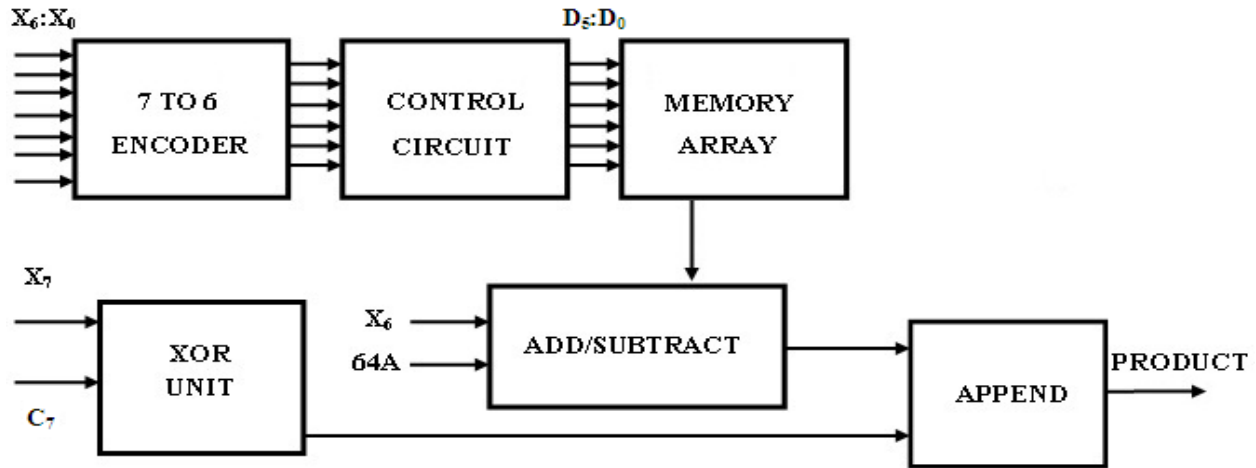 X₆:X₀
D₅:D₀
7 TO 6
ENCODER
CONTROL
CIRCUIT
MEMORY
ARRAY
X₇
C₇
XOR
UNIT
X₆
64A
ADD/SUBTRACT
APPEND
PRODUCT